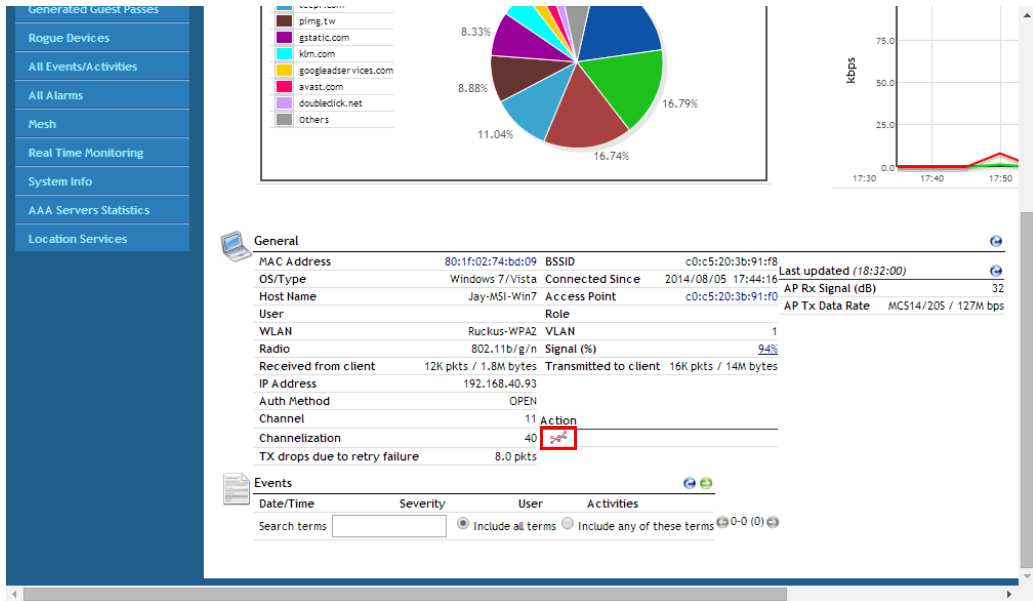 Generated Guest Passes
Rogue Devices
All Events/Activities
All Alarms
Mesh
Real Time Monitoring
System Info
AAA Servers Statistics
Location Services
pimg.tw
gstatic.com
klm.com
googleadservices.com
avast.com
doubleclick.net
Others
8.33%
8.88%
11.04%
16.74%
16.79%
kbps
75.0
50.0
25.0
0.0
17:30 17:40 17:50
General
MAC Address 80:1f:02:74:bd:09 BSSID c0:c5:20:3b:91:f8
OS/Type Windows 7/Vista Connected Since 2014/08/05 17:44:16
Host Name Jay-MSI-Win7 Access Point c0:c5:20:3b:91:f0
User Role
WLAN Ruckus-WPA2 VLAN 1
Radio 802.11b/g/n Signal (%) 94%
Received from client 12K pkts / 1.8M bytes Transmitted to client 16K pkts / 14M bytes
IP Address 192.168.40.93
Auth Method OPEN
Channel 11 Action
Channelization 40
TX drops due to retry failure 8.0 pkts
Last updated (18:32:00)
AP Rx Signal (dB) 32
AP Tx Data Rate MCS14/20S / 127M bps
Events
Date/Time Severity User Activities
Search terms Include all terms Include any of these terms 0-0 (0)